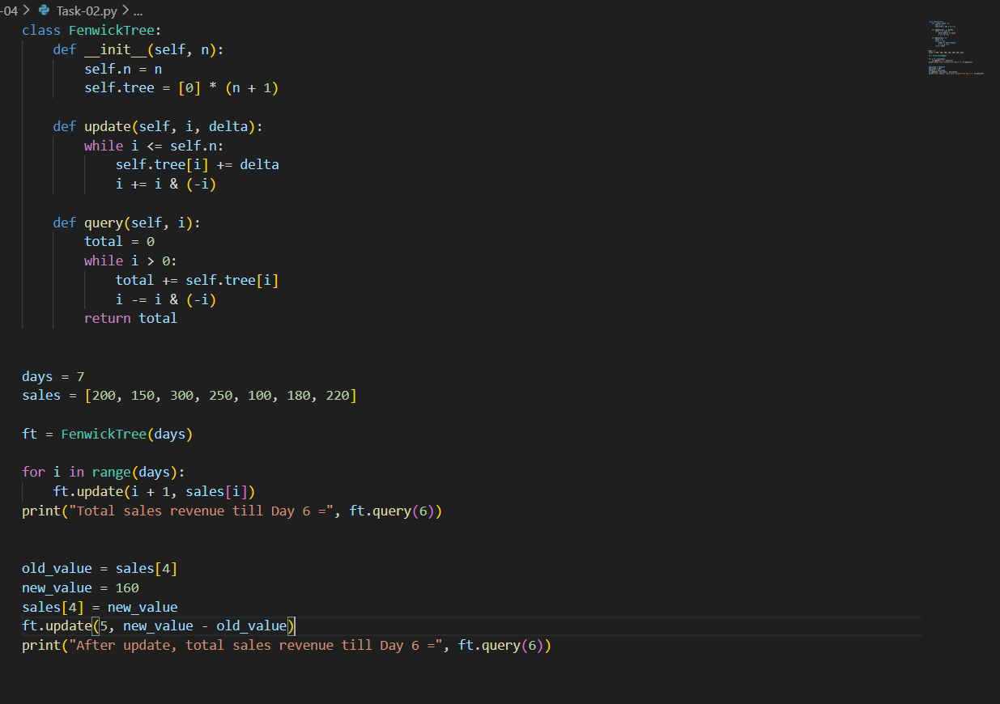 -04 > Task-02.py > ...
class FenwickTree:
    def __init__(self, n):
        self.n = n
        self.tree = [0] * (n + 1)

    def update(self, i, delta):
        while i <= self.n:
            self.tree[i] += delta
            i += i & (-i)

    def query(self, i):
        total = 0
        while i > 0:
            total += self.tree[i]
            i -= i & (-i)
        return total


days = 7
sales = [200, 150, 300, 250, 100, 180, 220]

ft = FenwickTree(days)

for i in range(days):
    ft.update(i + 1, sales[i])
print("Total sales revenue till Day 6 =", ft.query(6))


old_value = sales[4]
new_value = 160
sales[4] = new_value
ft.update(5, new_value - old_value)
print("After update, total sales revenue till Day 6 =", ft.query(6))